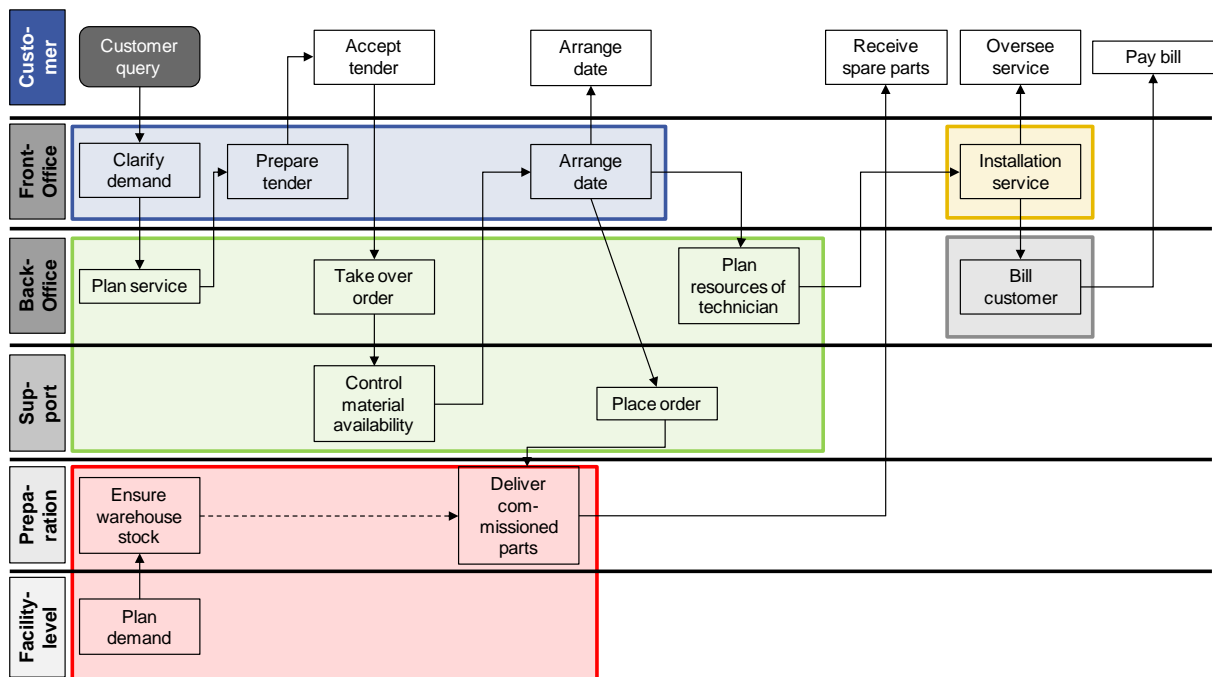 Custo-
mer
Customer
query
Accept
tender
Arrange
date
Receive
spare parts
Oversee
service
Pay bill
Front-
Office
Clarify
demand
Prepare
tender
Arrange
date
Installation
service
Back-
Office
Plan service
Take over
order
Plan
resources of
technician
Bill
customer
Sup-
port
Control
material
availability
Place order
Prepa-
ration
Ensure
warehouse
stock
Deliver
com-
missioned
parts
Facility-
level
Plan
demand